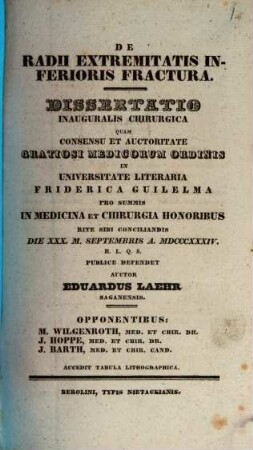 DE
RADII EXTREMITATIS IN-
FERIORIS FRACTURA.
DISSERTATIO
INAUGURALIS CHIRURGICA
QUAM
CONSENSU ET AUCTORITATE
GRATIOSI MEDICORUM ORDINIS
IN
UNIVERSITATE LITERARIA
FRIDERICA GUILELMA
PRO SUMMIS
IN MEDICINA ET CHIRURGIA HONORIBUS
RITE SIBI CONCILIANDIS
DIE XXX. M. SEPTEMBRIS A. MDCCCXXXIV.
H. L. Q. S.
PUBLICE DEFENDET
AUCTOR
EDUARDUS LAEHR
SAGANENSIS.
OPPONENTIBUS:
M. WILGENROTH, MED. ET CHIR. DR.
J. HOPPE, MED. ET CHIR. DR.
J. BARTH, MED. ET CHIR. CAND.
ACCEDIT TABULA LITHOGRAPHICA.
BEROLINI, TYPIS NIETACKIANIS.